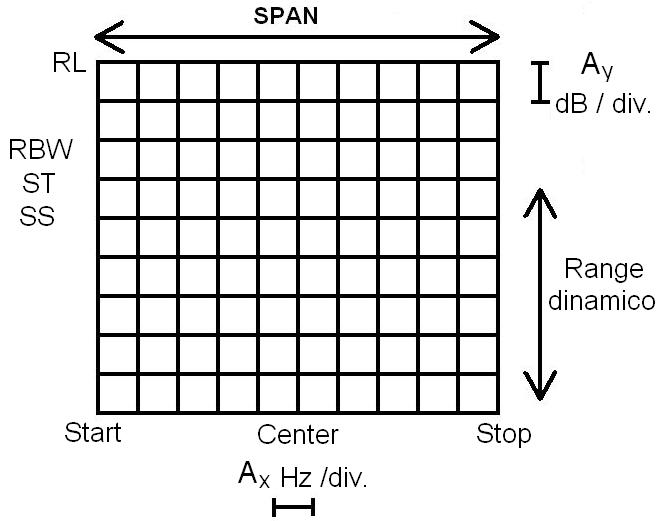 SPAN
RL
Ay
dB / div.
RBW
ST
SS
Range
dinamico
Start
Center
Stop
Ax Hz /div.